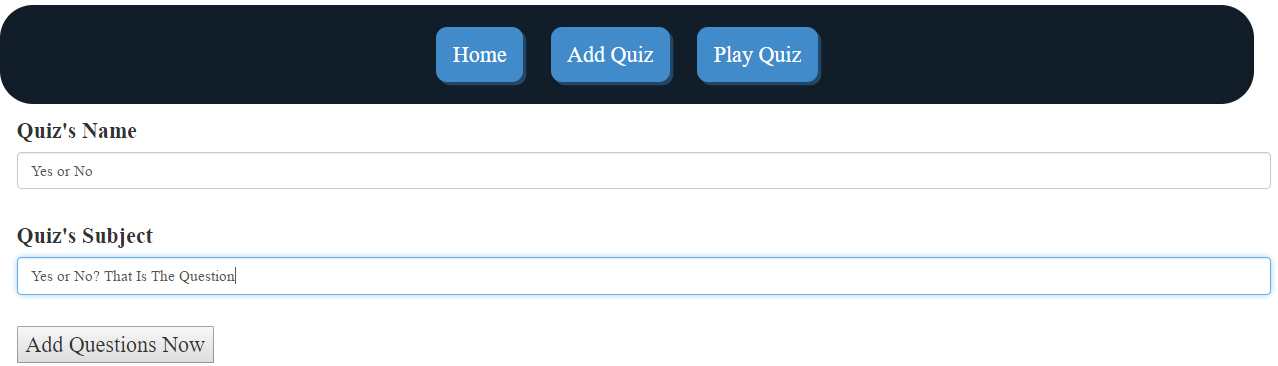 Home Add Quiz Play Quiz
Quiz's Name
Yes or No
Quiz's Subject
Yes or No? That Is The Question
Add Questions Now